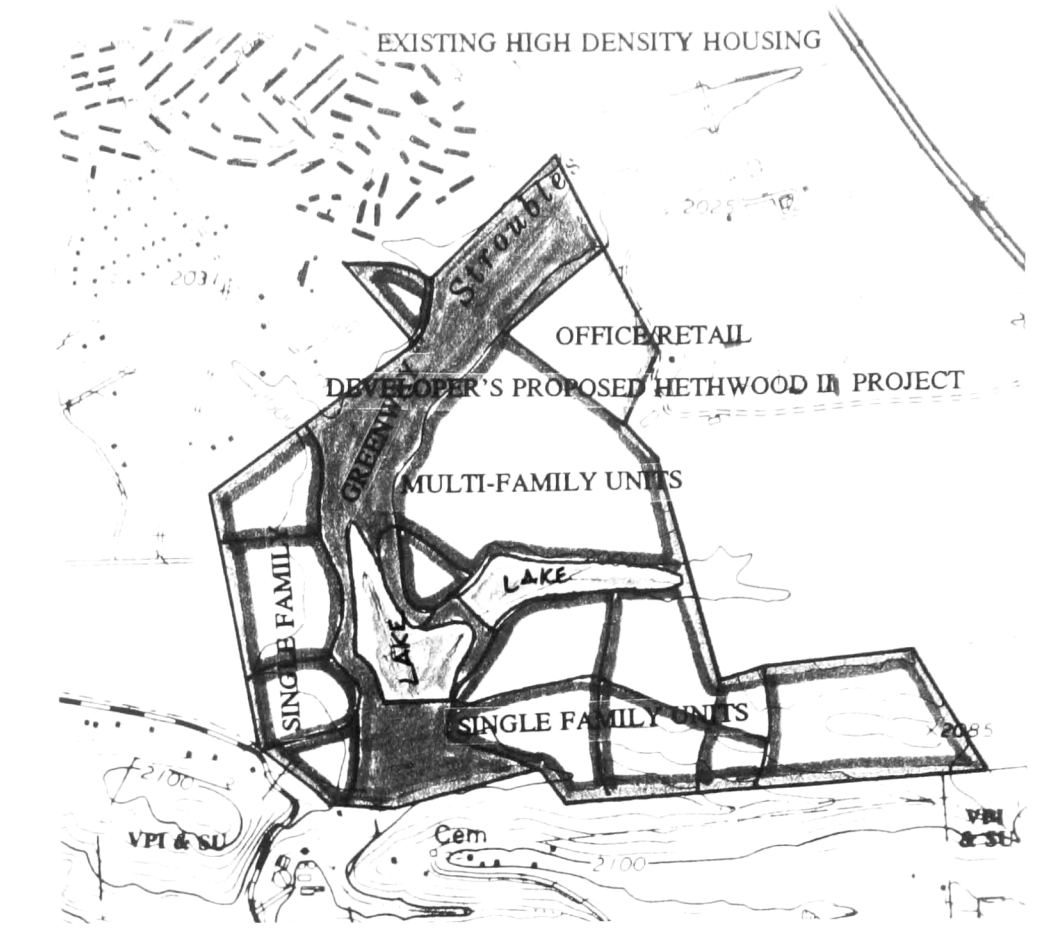 EXISTING HIGH DENSITY HOUSING
Stroubles
2025
2031
OFFICE/RETAIL
DEVELOPER'S PROPOSED HETHWOOD II PROJECT
GREENWAY
MULTI-FAMILY UNITS
LAKE
LAKE
SINGLE FAMILY
SINGLE FAMILY UNITS
×2085
2100
VPI & SU
VPI
& SU
Cem
2100